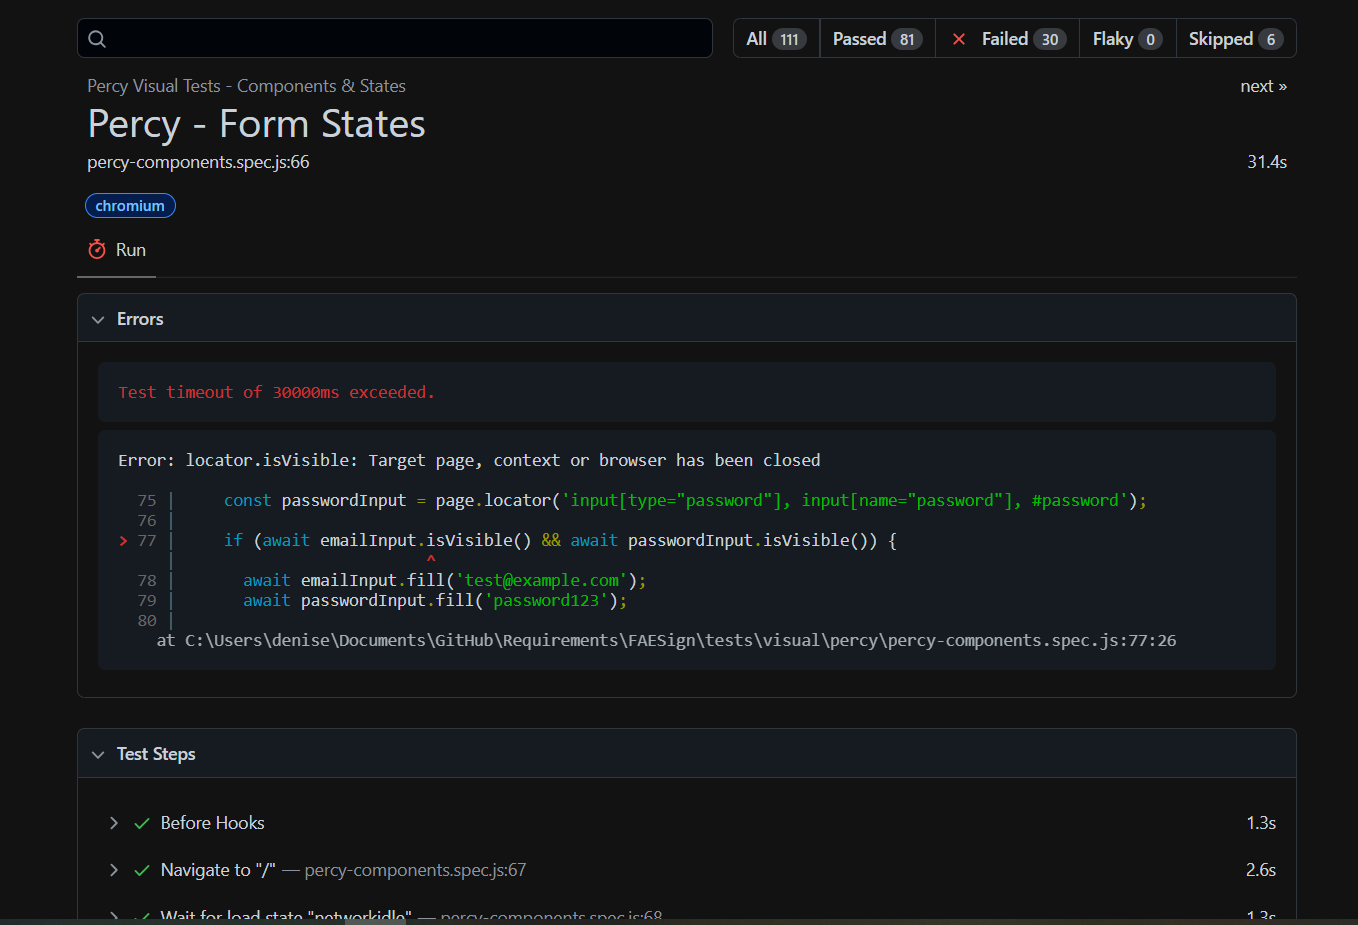 All 111 Passed 81 Failed 30 Flaky 0 Skipped 6
Percy Visual Tests - Components & States
next »
Percy - Form States
percy-components.spec.js:66
31.4s
chromium
Run
Errors
Test timeout of 30000ms exceeded.
Error: locator.isVisible: Target page, context or browser has been closed
75 |     const passwordInput = page.locator('input[type="password"], input[name="password"], #password');
76 |
> 77 |     if (await emailInput.isVisible() && await passwordInput.isVisible()) {
|                          ^
78 |       await emailInput.fill('test@example.com');
79 |       await passwordInput.fill('password123');
80 |
at C:\Users\denise\Documents\GitHub\Requirements\FAESign\tests\visual\percy\percy-components.spec.js:77:26
Test Steps
Before Hooks
1.3s
Navigate to "/" — percy-components.spec.js:67
2.6s
Wait for load state "networkidle" — percy-components.spec.js:68
1.3s